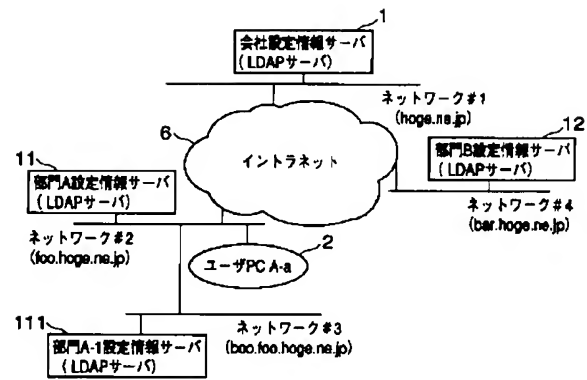 1
会社設定情報サーバ
(LDAPサーバ)
ネットワーク#1
(hoge.ne.jp)
6
イントラネット
12
部門B設定情報サーバ
(LDAPサーバ)
ネットワーク#4
(bar.hoge.ne.jp)
11
部門A設定情報サーバ
(LDAPサーバ)
ネットワーク#2
(foo.hoge.ne.jp)
2
ユーザPC A-a
111
部門A-1設定情報サーバ
(LDAPサーバ)
ネットワーク#3
(boo.foo.hoge.ne.jp)